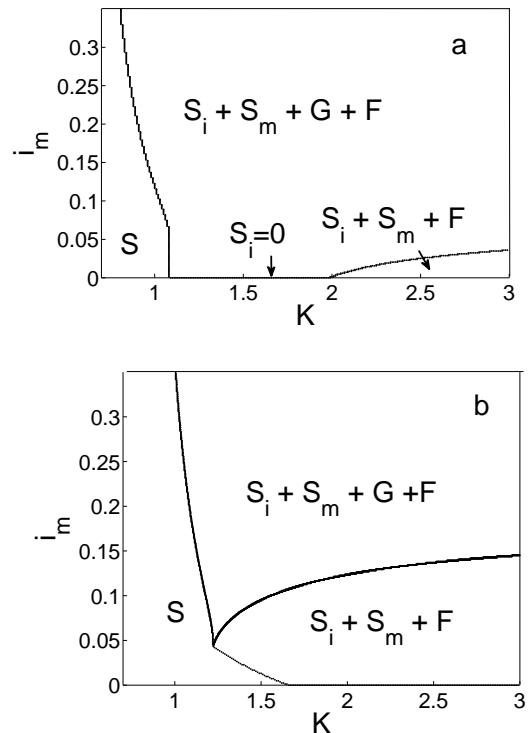 a
0.35
0.3
0.25
0.2
0.15
0.1
0.05
0
i_m
S_i + S_m + G + F
S
S_i=0
S_i + S_m + F
1 1.5 2 2.5 3
K
b
0.3
0.25
0.2
0.15
0.1
0.05
0
i_m
S_i + S_m + G +F
S
S_i + S_m + F
1 1.5 2 2.5 3
K